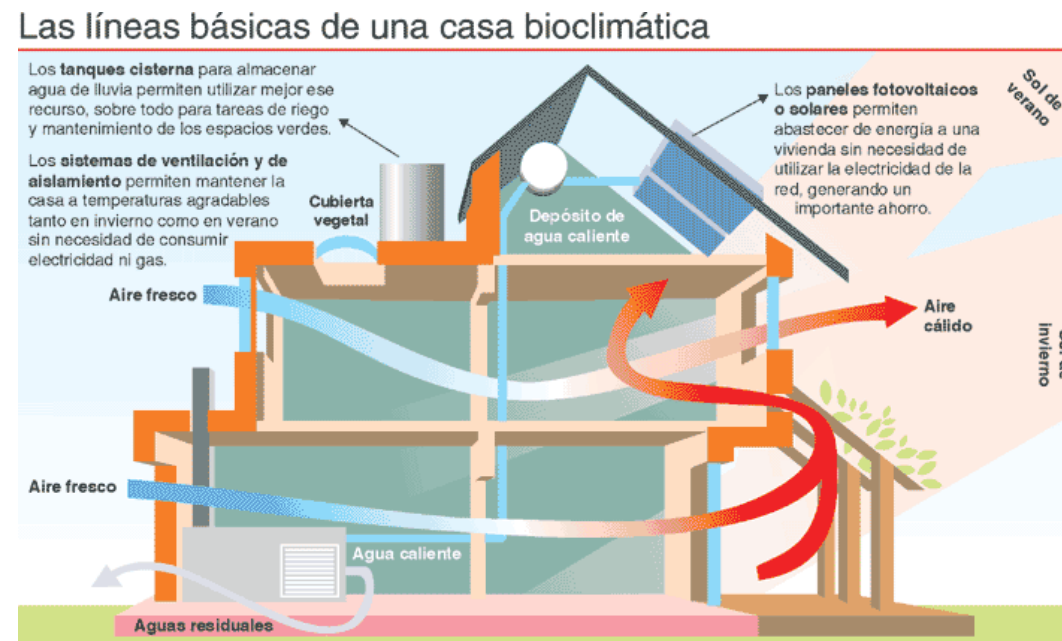 Las líneas básicas de una casa bioclimática
Los tanques cisterna para almacenar
agua de lluvia permiten utilizar mejor ese
recurso, sobre todo para tareas de riego
y mantenimiento de los espacios verdes.
Los sistemas de ventilación y de
aislamiento permiten mantener la
casa a temperaturas agradables
tanto en invierno como en verano
sin necesidad de consumir
electricidad ni gas.
Cubierta
vegetal
Depósito de
agua caliente
Los paneles fotovoltaicos
o solares permiten
abastecer de energía a una
vivienda sin necesidad de
utilizar la electricidad de la
red, generando un
importante ahorro.
Sol de
verano
Aire fresco
Aire
cálido
invierno
Aire fresco
Agua caliente
Aguas residuales